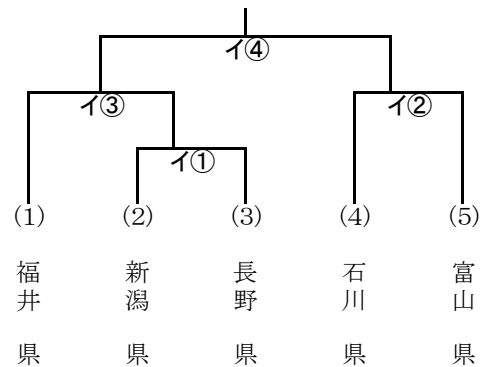 イ④
イ③
イ②
イ①
(1)
(2)
(3)
(4)
(5)
福井県
新潟県
長野県
石川県
富山県